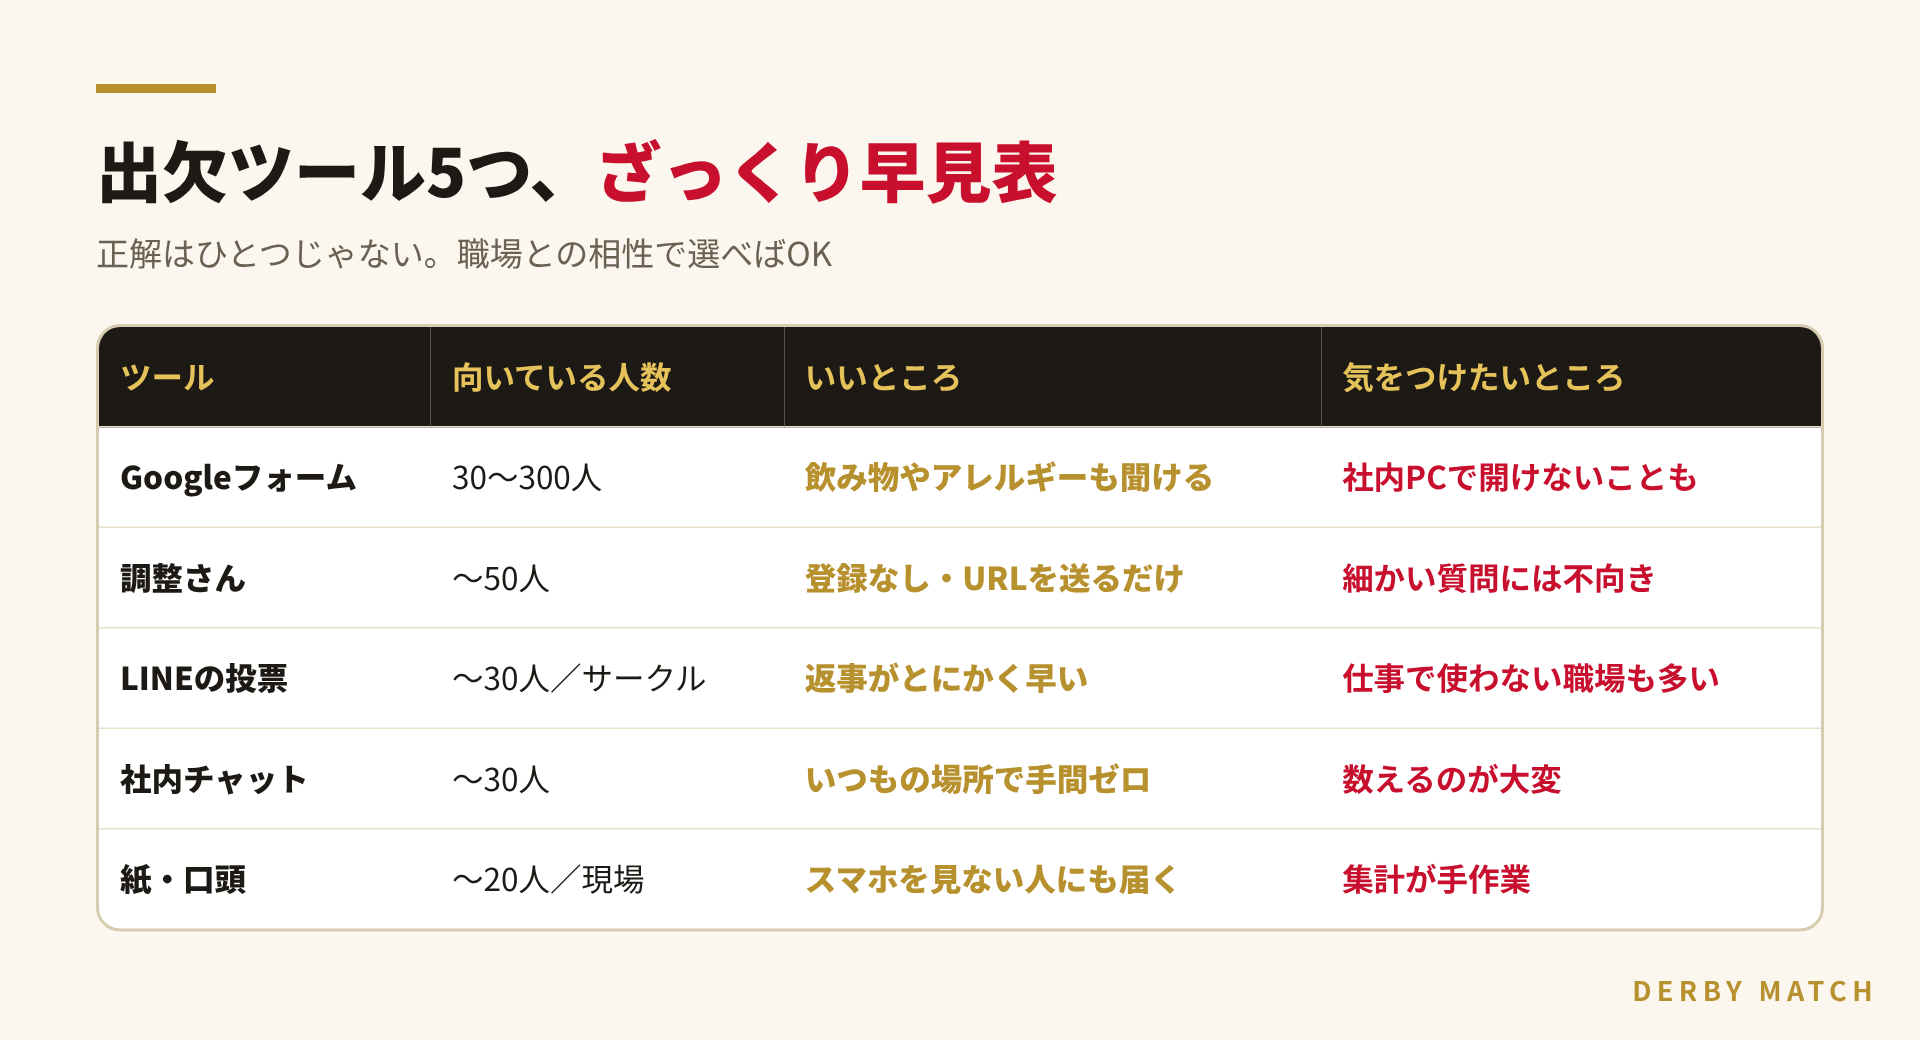 出欠ツール5つ、ざっくり早見表
正解はひとつじゃない。職場との相性で選べばOK
ツール 向いている人数 いいところ 気をつけたいところ
Googleフォーム 30〜300人 飲み物やアレルギーも聞ける 社内PCで開けないことも
調整さん 〜50人 登録なし・URLを送るだけ 細かい質問には不向き
LINEの投票 〜30人／サークル 返事がとにかく早い 仕事で使わない職場も多い
社内チャット 〜30人 いつもの場所で手間ゼロ 数えるのが大変
紙・口頭 〜20人／現場 スマホを見ない人にも届く 集計が手作業
DERBY MATCH